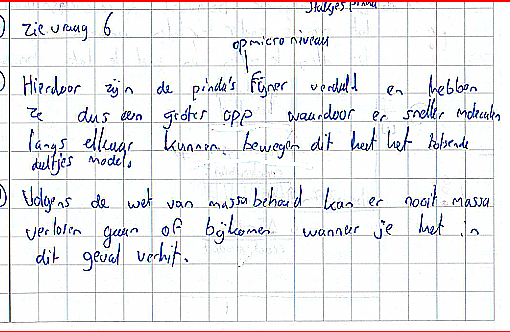 Haltjes pinda
zie vraag 6
op micro niveau
Hierdoor zijn de pinda's fijner verdeeld en hebben
ze dus een groter opp waardoor er sneller moleculen
langs elkaar kunnen bewegen dit heet het botsende
deeltjes model.
Volgens de wet van massabehoud kan er nooit massa
verloren gaan of bijkomen wanneer je het in
dit geval verhit.